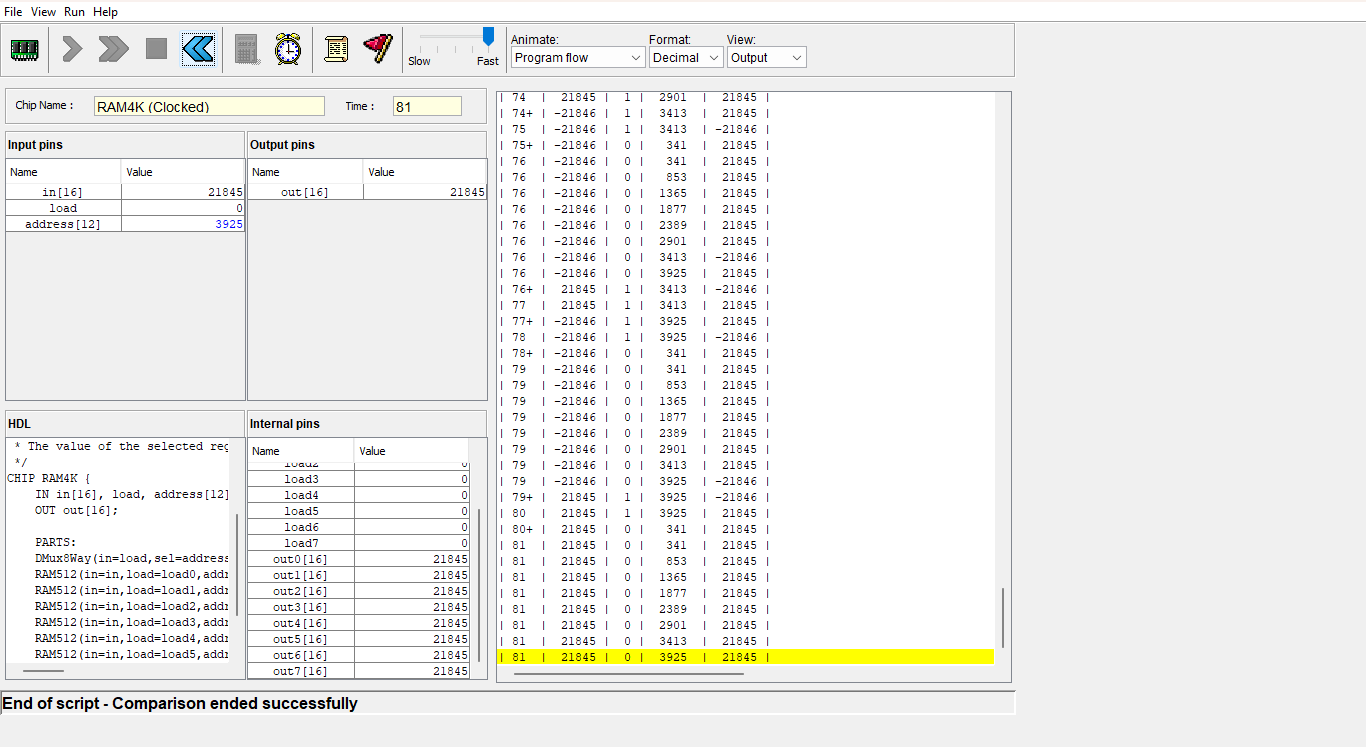 File View Run Help
Animate: Format: View:
Slow Fast Program flow Decimal Output
Chip Name : RAM4K (Clocked) Time : 81
Input pins
Name Value
in[16] 21845
load 0
address[12] 3925
Output pins
Name Value
out[16] 21845
HDL
* The value of the selected reg
*/
CHIP RAM4K {
IN in[16], load, address[12]
OUT out[16];
PARTS:
DMux8Way(in=load,sel=address
RAM512(in=in,load=load0,addr
RAM512(in=in,load=load1,addr
RAM512(in=in,load=load2,addr
RAM512(in=in,load=load3,addr
RAM512(in=in,load=load4,addr
RAM512(in=in,load=load5,addr
Internal pins
Name Value
load2 0
load3 0
load4 0
load5 0
load6 0
load7 0
out0[16] 21845
out1[16] 21845
out2[16] 21845
out3[16] 21845
out4[16] 21845
out5[16] 21845
out6[16] 21845
out7[16] 21845
| 74 | 21845 | 1 | 2901 | 21845 |
| 74+ | -21846 | 1 | 3413 | 21845 |
| 75 | -21846 | 1 | 3413 | -21846 |
| 75+ | -21846 | 0 | 341 | 21845 |
| 76 | -21846 | 0 | 341 | 21845 |
| 76 | -21846 | 0 | 853 | 21845 |
| 76 | -21846 | 0 | 1365 | 21845 |
| 76 | -21846 | 0 | 1877 | 21845 |
| 76 | -21846 | 0 | 2389 | 21845 |
| 76 | -21846 | 0 | 2901 | 21845 |
| 76 | -21846 | 0 | 3413 | -21846 |
| 76 | -21846 | 0 | 3925 | 21845 |
| 76+ | 21845 | 1 | 3413 | -21846 |
| 77 | 21845 | 1 | 3413 | 21845 |
| 77+ | -21846 | 1 | 3925 | 21845 |
| 78 | -21846 | 1 | 3925 | -21846 |
| 78+ | -21846 | 0 | 341 | 21845 |
| 79 | -21846 | 0 | 341 | 21845 |
| 79 | -21846 | 0 | 853 | 21845 |
| 79 | -21846 | 0 | 1365 | 21845 |
| 79 | -21846 | 0 | 1877 | 21845 |
| 79 | -21846 | 0 | 2389 | 21845 |
| 79 | -21846 | 0 | 2901 | 21845 |
| 79 | -21846 | 0 | 3413 | 21845 |
| 79 | -21846 | 0 | 3925 | -21846 |
| 79+ | 21845 | 1 | 3925 | -21846 |
| 80 | 21845 | 1 | 3925 | 21845 |
| 80+ | 21845 | 0 | 341 | 21845 |
| 81 | 21845 | 0 | 341 | 21845 |
| 81 | 21845 | 0 | 853 | 21845 |
| 81 | 21845 | 0 | 1365 | 21845 |
| 81 | 21845 | 0 | 1877 | 21845 |
| 81 | 21845 | 0 | 2389 | 21845 |
| 81 | 21845 | 0 | 2901 | 21845 |
| 81 | 21845 | 0 | 3413 | 21845 |
| 81 | 21845 | 0 | 3925 | 21845 |
End of script - Comparison ended successfully